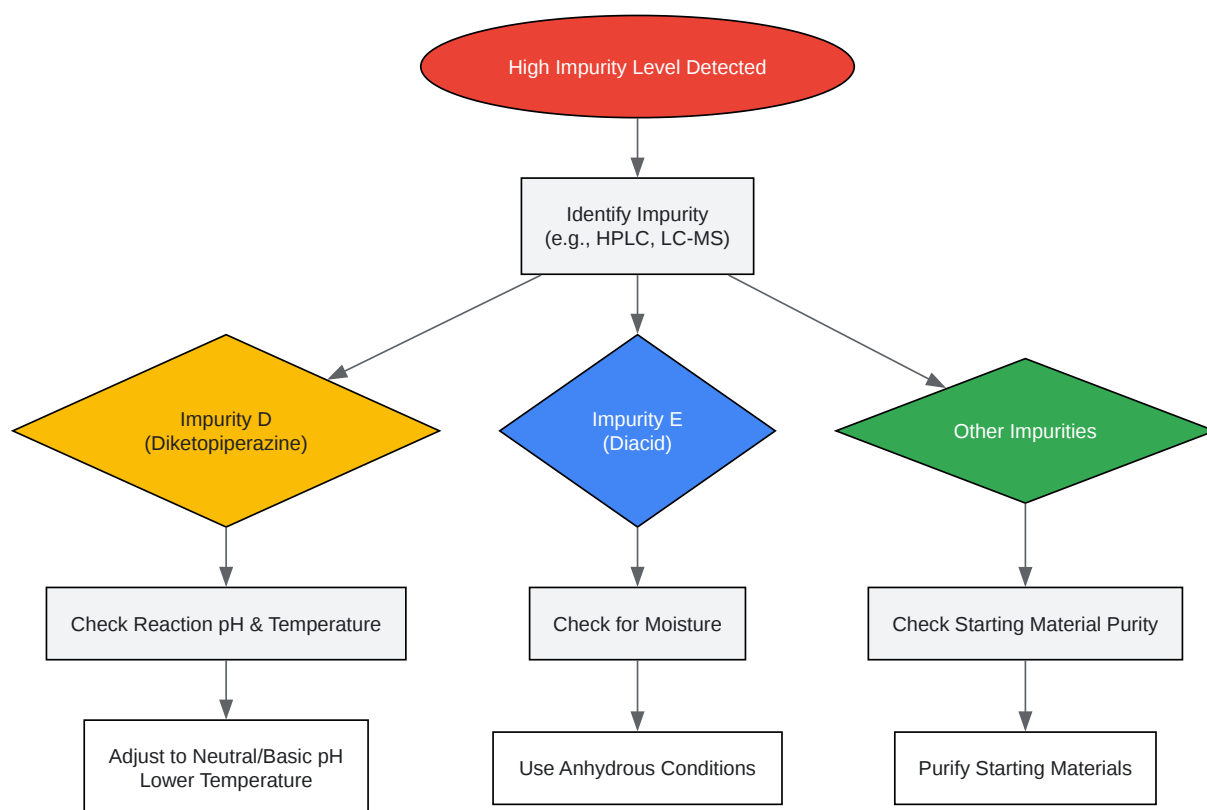 High Impurity Level Detected
Identify Impurity
(e.g., HPLC, LC-MS)
Impurity D
(Diketopiperazine)
Impurity E
(Diacid)
Other Impurities
Check Reaction pH & Temperature
Check for Moisture
Check Starting Material Purity
Adjust to Neutral/Basic pH
Lower Temperature
Use Anhydrous Conditions
Purify Starting Materials